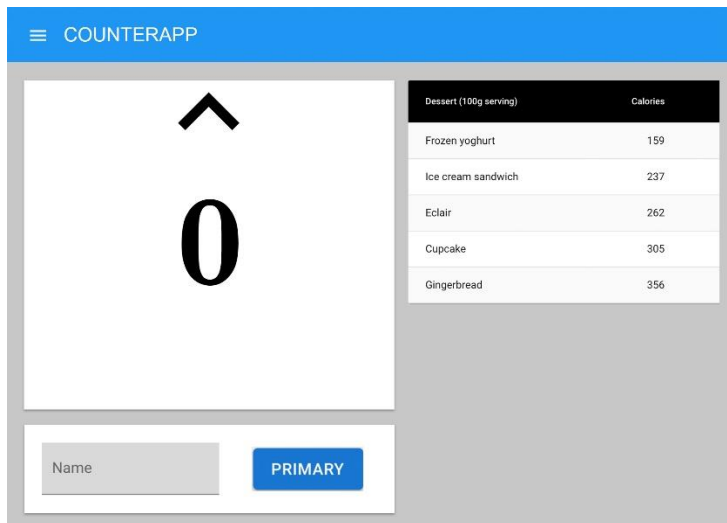 COUNTERAPP
0
Name
PRIMARY
Dessert (100g serving) Calories
Frozen yoghurt 159
Ice cream sandwich 237
Eclair 262
Cupcake 305
Gingerbread 356